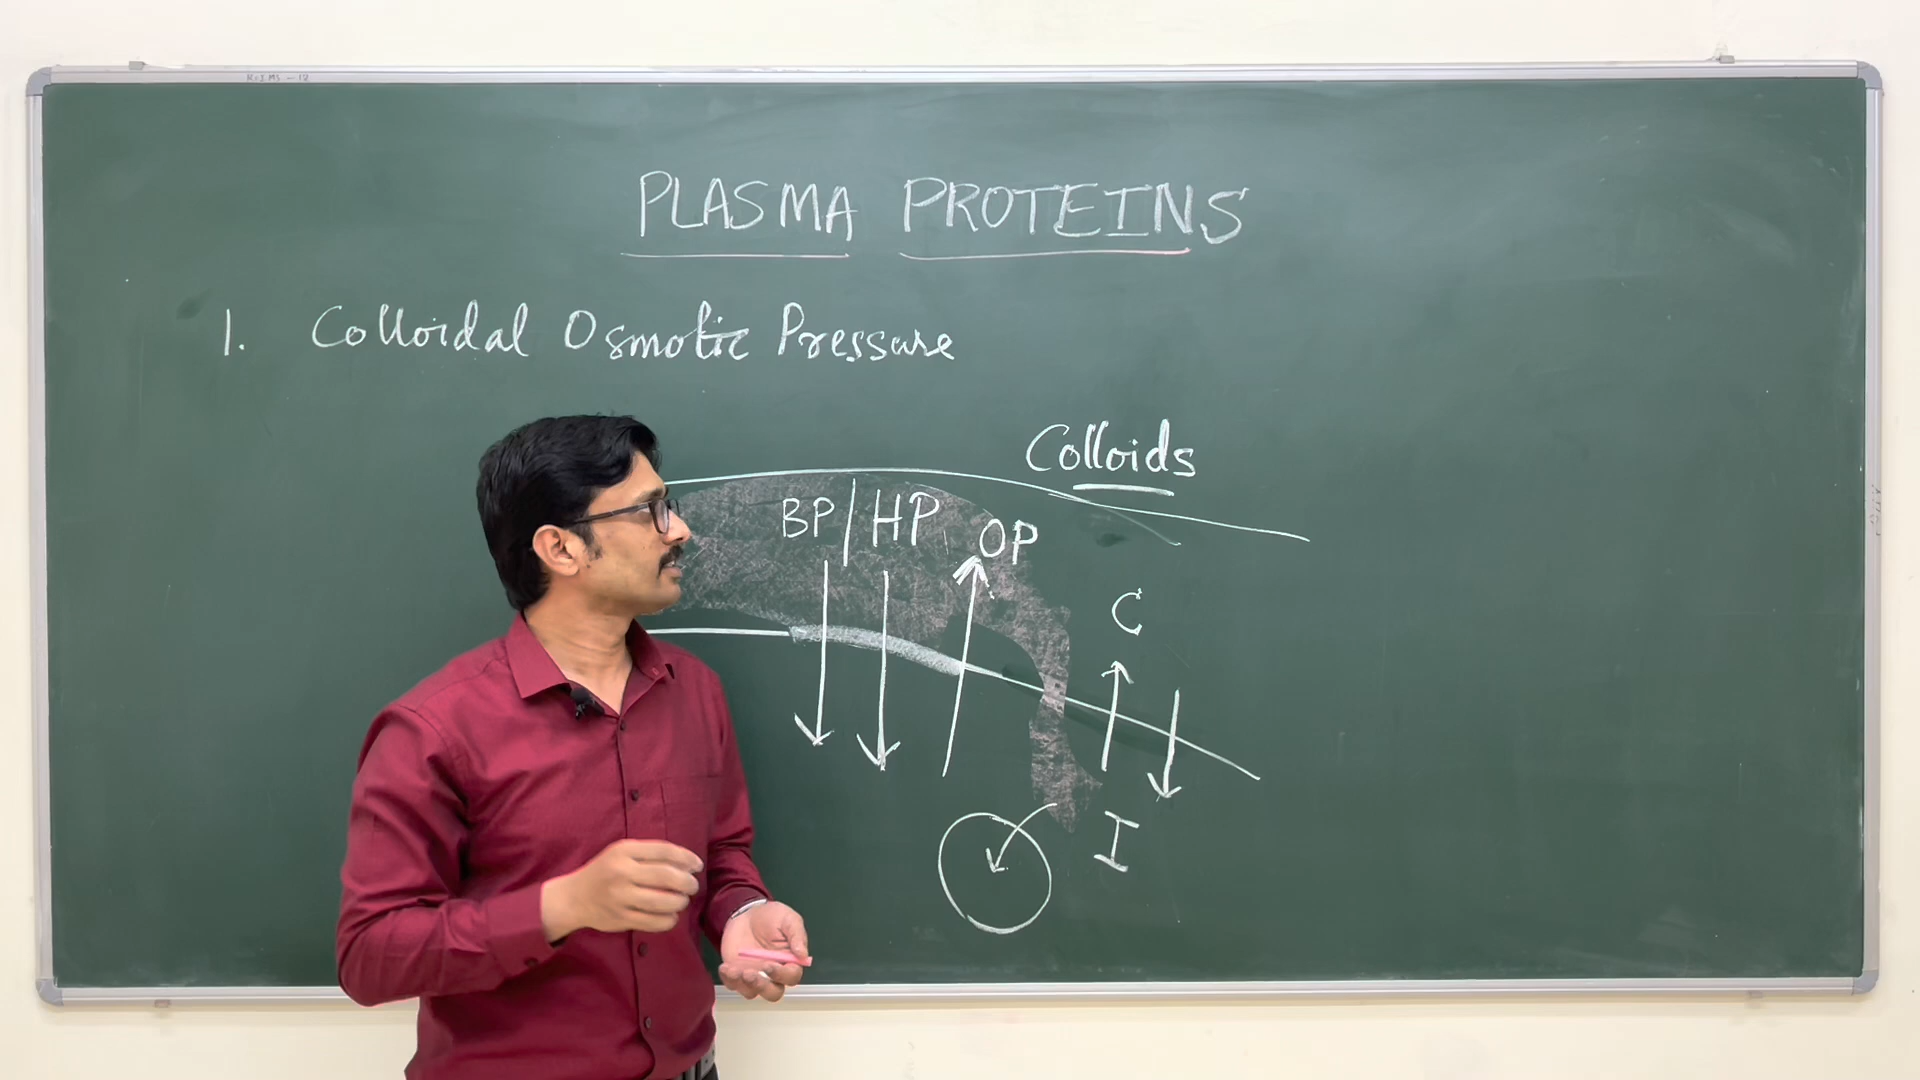 PLASMA PROTEINS
1. Colloidal Osmotic Pressure
Colloids
BP/HP
OP
C
I